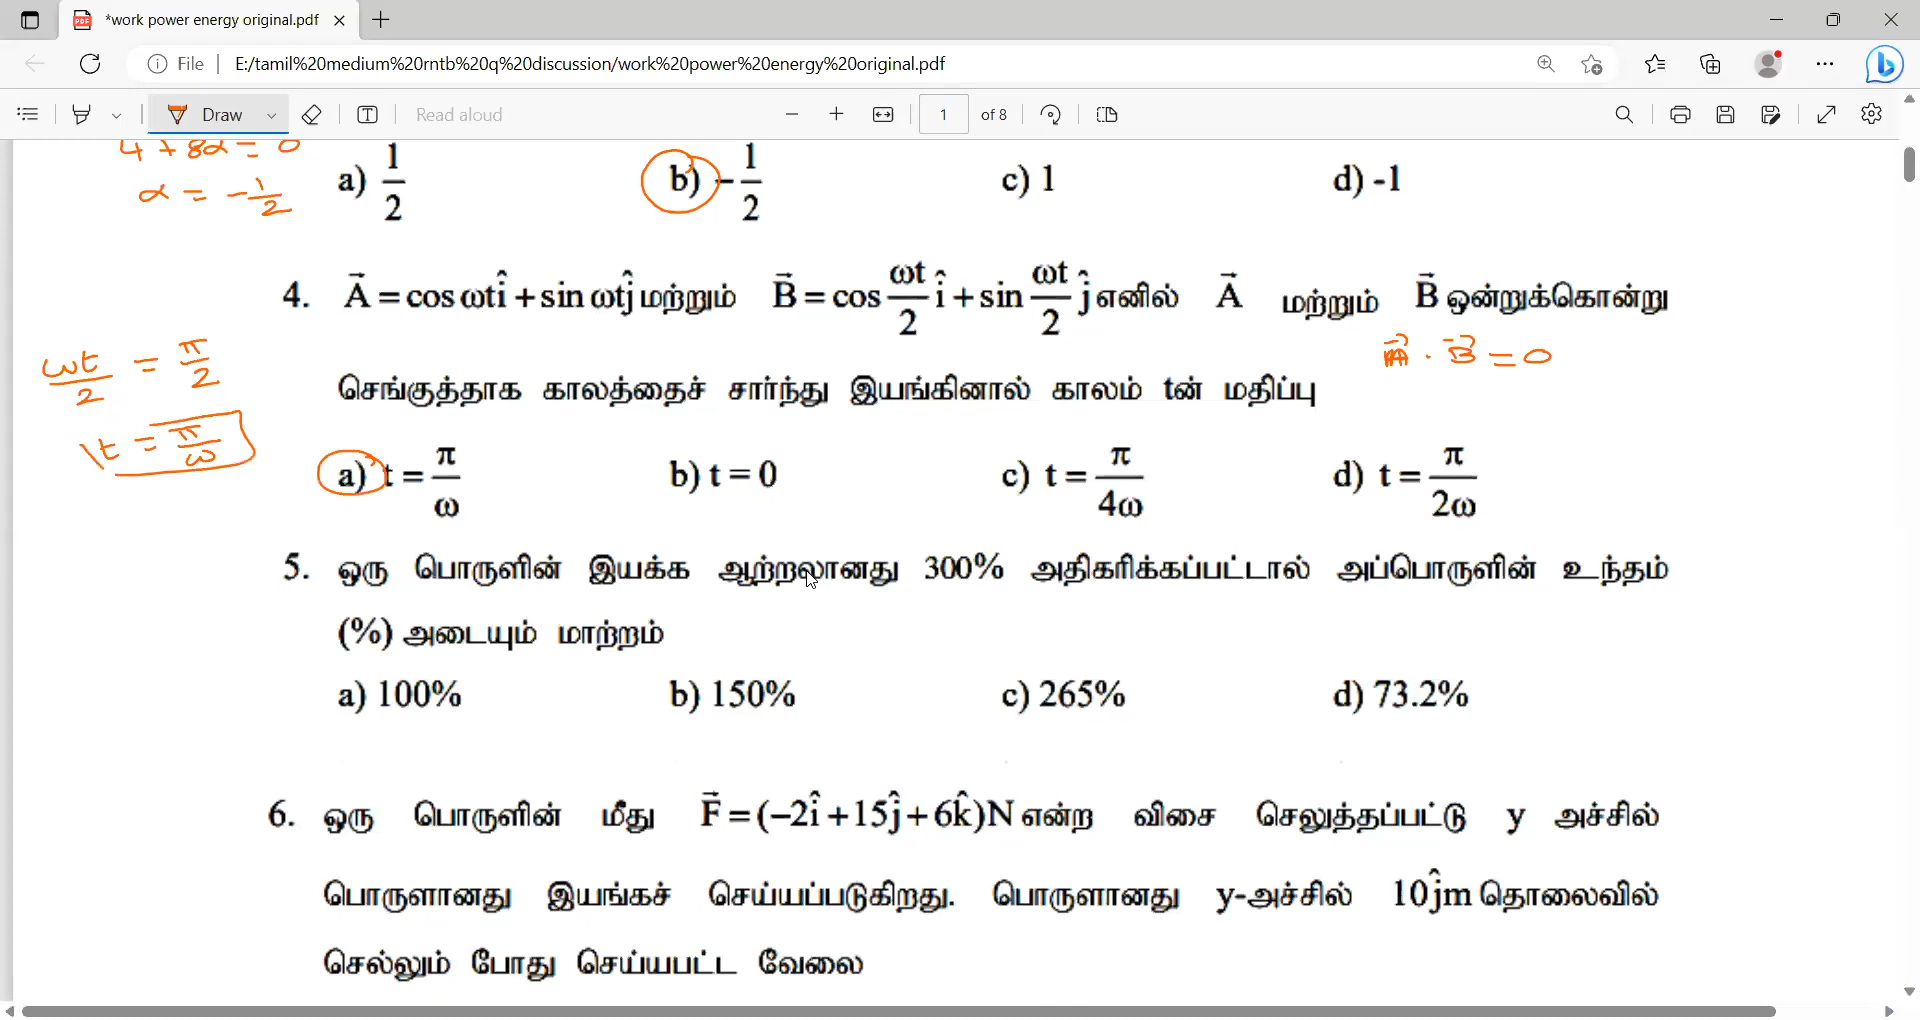 *work power energy original.pdf
File | E:/tamil%20medium%20rntb%20q%20discussion/work%20power%20energy%20original.pdf
Draw Read aloud 1 of 8
4 + 8α = 0
α = -1/2
a) 1/2 b) -1/2 c) 1 d) -1
4. A⃗ = cos ωt î + sin ωt ĵ மற்றும் B⃗ = cos ωt/2 î + sin ωt/2 ĵ எனில் A⃗ மற்றும் B⃗ ஒன்றுக்கொன்று
A⃗ . B⃗ = 0
ωt/2 = π/2
செங்குத்தாக காலத்தைச் சார்ந்து இயங்கினால் காலம் tன் மதிப்பு
t = π/ω
a) t = π/ω b) t = 0 c) t = π/4ω d) t = π/2ω
5. ஒரு பொருளின் இயக்க ஆற்றலானது 300% அதிகரிக்கப்பட்டால் அப்பொருளின் உந்தம்
(%) அடையும் மாற்றம்
a) 100% b) 150% c) 265% d) 73.2%
6. ஒரு பொருளின் மீது F⃗ = (−2î + 15ĵ + 6k̂)N என்ற விசை செலுத்தப்பட்டு y அச்சில்
பொருளானது இயங்கச் செய்யப்படுகிறது. பொருளானது y-அச்சில் 10ĵm தொலைவில்
செல்லும் போது செய்யபட்ட வேலை